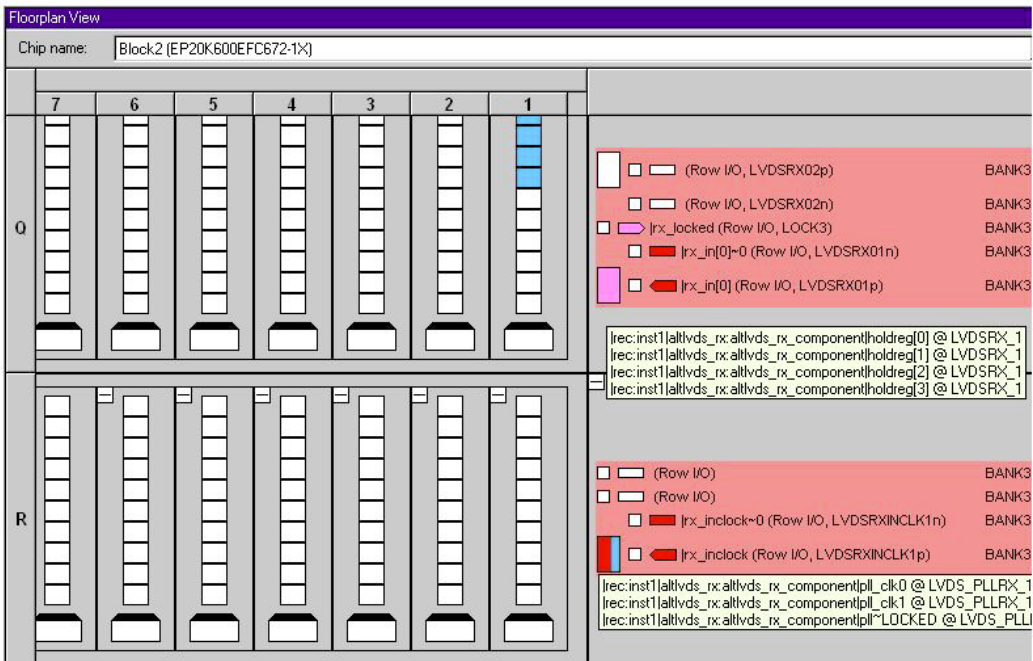 Floorplan View
Chip name: Block2 (EP20K600EFC672-1X)
7 6 5 4 3 2 1
Q
(Row I/O, LVDSRX02p) BANK3
(Row I/O, LVDSRX02n) BANK3
|rx_locked (Row I/O, LOCK3) BANK3
|rx_in[0]~0 (Row I/O, LVDSRX01n) BANK3
|rx_in[0] (Row I/O, LVDSRX01p) BANK3
|rec:inst1|altlvds_rx:altlvds_rx_component|holdreg[0] @ LVDSRX_1
|rec:inst1|altlvds_rx:altlvds_rx_component|holdreg[1] @ LVDSRX_1
|rec:inst1|altlvds_rx:altlvds_rx_component|holdreg[2] @ LVDSRX_1
|rec:inst1|altlvds_rx:altlvds_rx_component|holdreg[3] @ LVDSRX_1
R
(Row I/O) BANK3
(Row I/O) BANK3
|rx_inclock~0 (Row I/O, LVDSRXINCLK1n) BANK3
|rx_inclock (Row I/O, LVDSRXINCLK1p) BANK3
|rec:inst1|altlvds_rx:altlvds_rx_component|pll_clk0 @ LVDS_PLLRX_1
|rec:inst1|altlvds_rx:altlvds_rx_component|pll_clk1 @ LVDS_PLLRX_1
|rec:inst1|altlvds_rx:altlvds_rx_component|pll~LOCKED @ LVDS_PLL